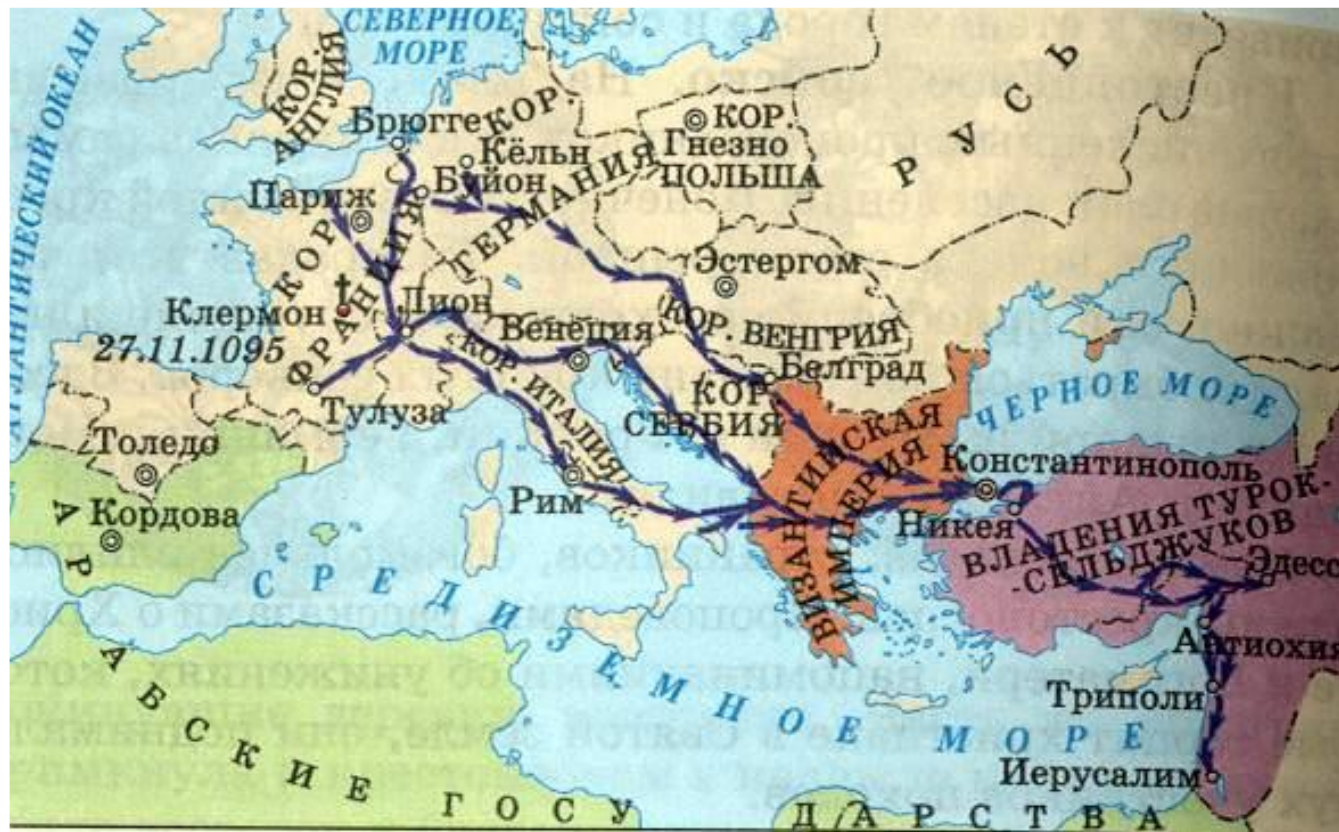 СЕВЕРНОЕ
МОРЕ
АТЛАНТИЧЕСКИЙ ОКЕАН
КОР.
АНГЛИЯ
Брюгге
КОР.
ГЕРМАНИЯ
Кёльн
Буйон
КОР.
Гнезно
ПОЛЬША
РУСЬ
Париж
КОР.
ФРАНЦИЯ
Эстергом
Клермон
27.11.1095
Лион
Венеция
КОР. ВЕНГРИЯ
КОР. ИТАЛИЯ
Белград
КОР.
СЕРБИЯ
ЧЕРНОЕ МОРЕ
Тулуза
Толедо
Кордова
Рим
ВИЗАНТИЙСКАЯ
ИМПЕРИЯ
Константинополь
Никея
ВЛАДЕНИЯ ТУРОК-
-СЕЛЬДЖУКОВ
Эдесс
Антиохия
Триполи
Иерусалим
СРЕДИЗЕМНОЕ МОРЕ
АРАБСКИЕ ГОСУДАРСТВА